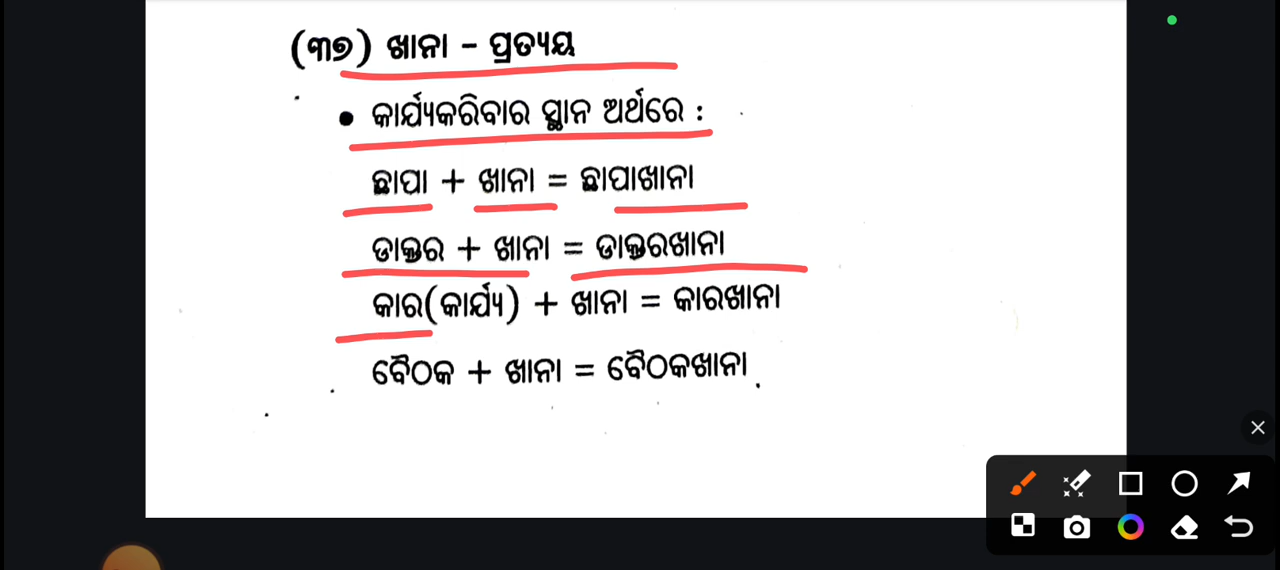 (୩୭) ଖାନା - ପ୍ରତ୍ୟୟ
• କାର୍ଯ୍ୟକରିବାର ସ୍ଥାନ ଅର୍ଥରେ :
ଛାପା + ଖାନା = ଛାପାଖାନା
ଡାକ୍ତର + ଖାନା = ଡାକ୍ତରଖାନା
କାର(କାର୍ଯ୍ୟ) + ଖାନା = କାରଖାନା
ବୈଠକ + ଖାନା = ବୈଠକଖାନା